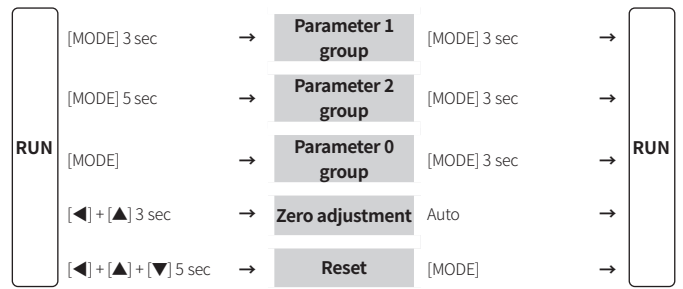 RUN
[MODE] 3 sec → Parameter 1 group [MODE] 3 sec →
[MODE] 5 sec → Parameter 2 group [MODE] 3 sec →
[MODE] → Parameter 0 group [MODE] 3 sec →
[◀] + [▲] 3 sec → Zero adjustment Auto →
[◀] + [▲] + [▼] 5 sec → Reset [MODE] →
RUN